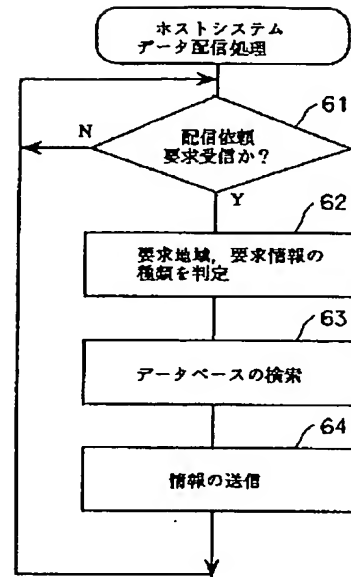 ホストシステム
データ配信処理
61
N
配信依頼
要求受信か?
Y
62
要求地域,要求情報の
種類を判定
63
データベースの検索
64
情報の送信